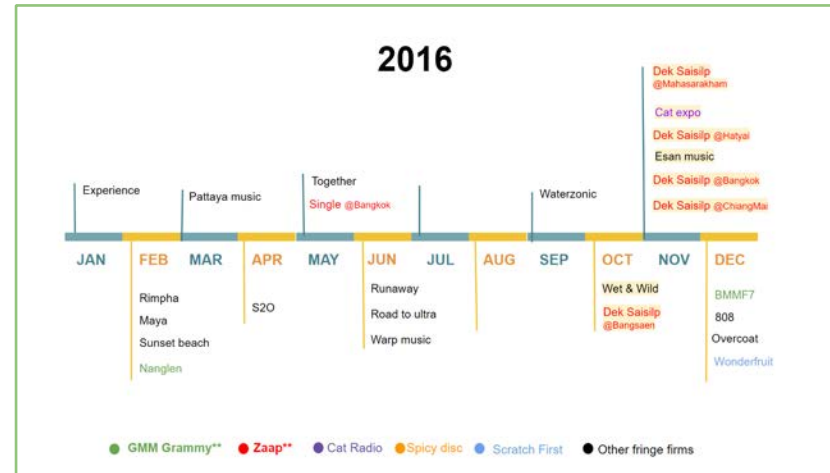 2016
Dek Saisilp
@Mahasarakham
Cat expo
Dek Saisilp @Hatyai
Esan music
Dek Saisilp @Bangkok
Dek Saisilp @ChiangMai
Experience
Pattaya music
Together
Single @Bangkok
Waterzonic
JAN FEB MAR APR MAY JUN JUL AUG SEP OCT NOV DEC
Rimpha
Maya
Sunset beach
Nanglen
S2O
Runaway
Road to ultra
Warp music
Wet & Wild
Dek Saisilp
@Bangsaen
BMMF7
808
Overcoat
Wonderfruit
GMM Grammy** Zaap** Cat Radio Spicy disc Scratch First Other fringe firms